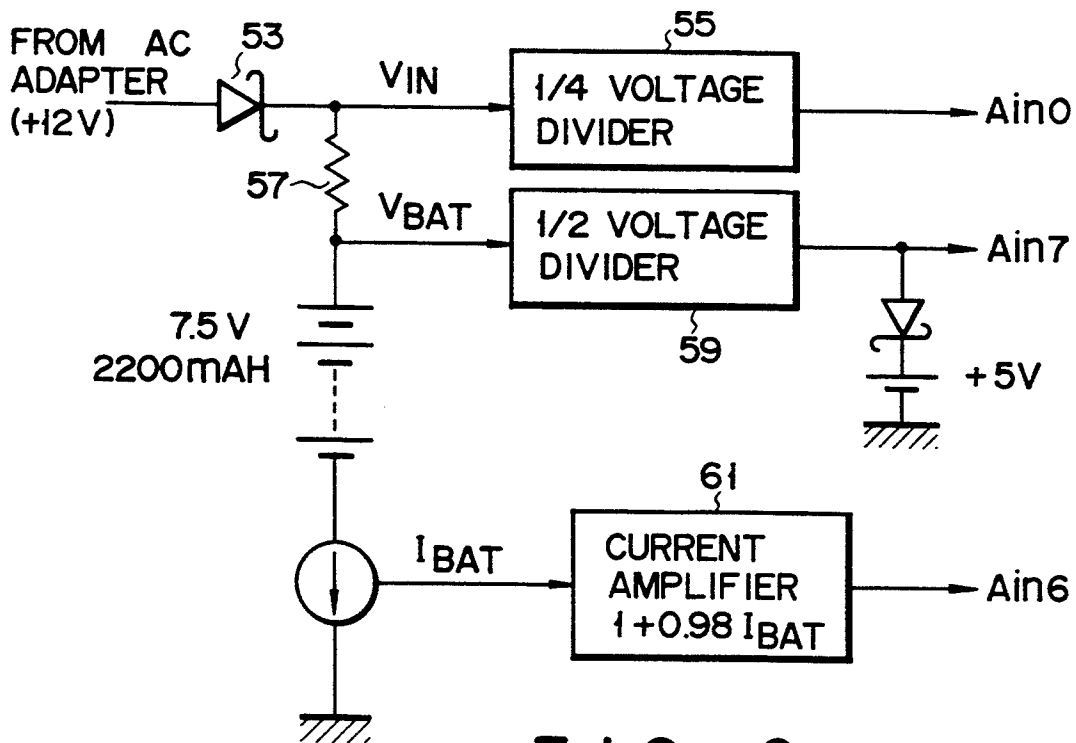 FROM AC
ADAPTER
(+12V)
53
VIN
55
1/4 VOLTAGE
DIVIDER
Ain0
57
VBAT
1/2 VOLTAGE
DIVIDER
59
Ain7
7.5 V
2200mAH
+5V
61
IBAT
CURRENT
AMPLIFIER
1+0.98 IBAT
Ain6